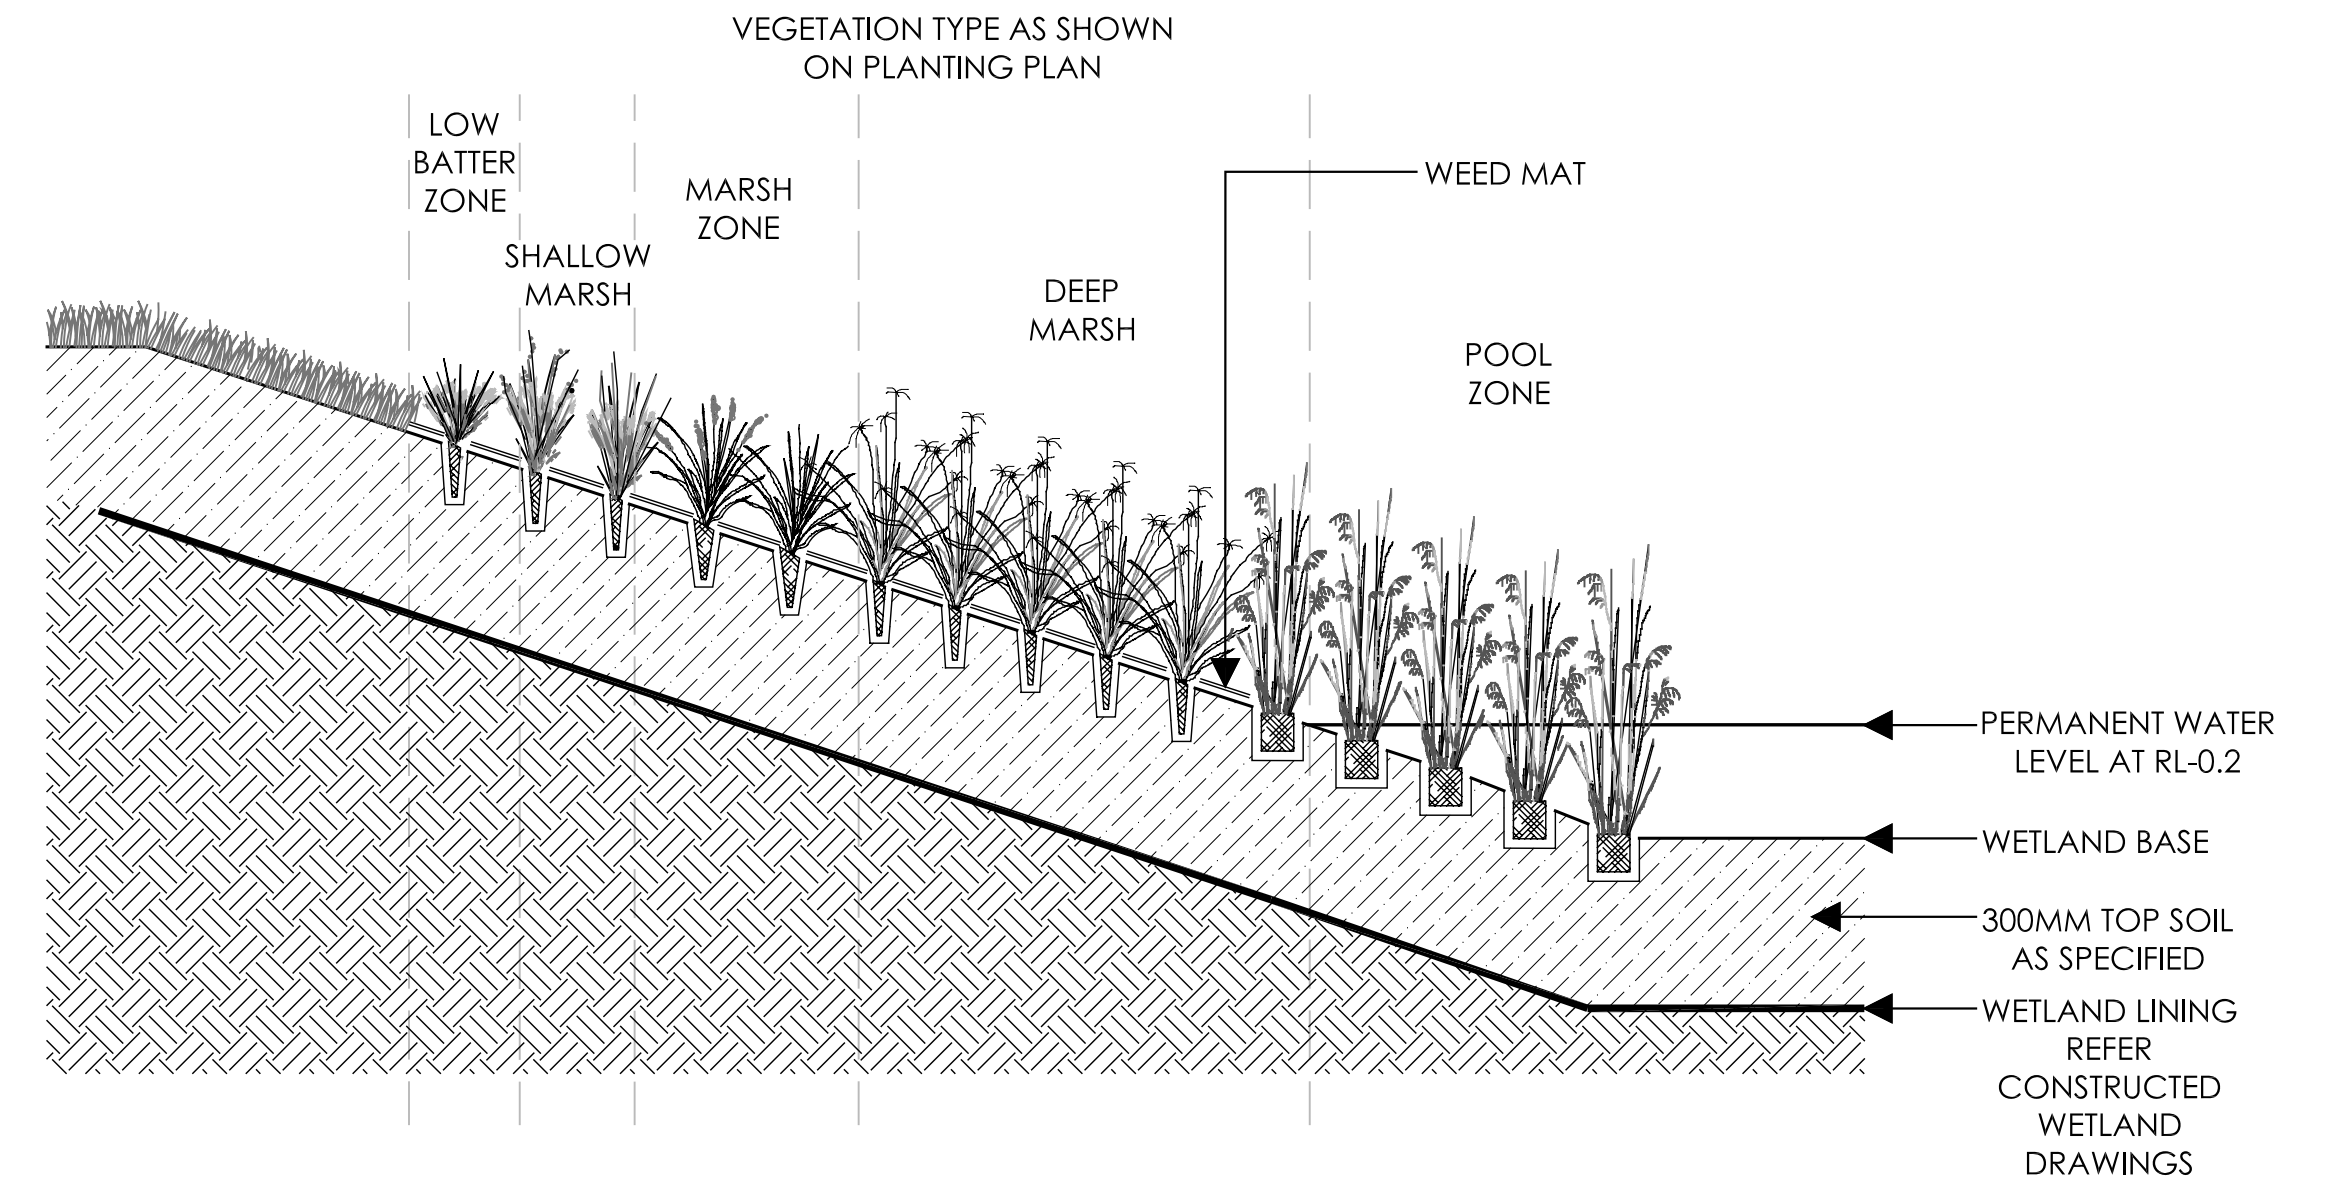 VEGETATION TYPE AS SHOWN
ON PLANTING PLAN
LOW
BATTER
ZONE
SHALLOW
MARSH
MARSH
ZONE
DEEP
MARSH
WEED MAT
POOL
ZONE
PERMANENT WATER
LEVEL AT RL-0.2
WETLAND BASE
300MM TOP SOIL
AS SPECIFIED
WETLAND LINING
REFER
CONSTRUCTED
WETLAND
DRAWINGS